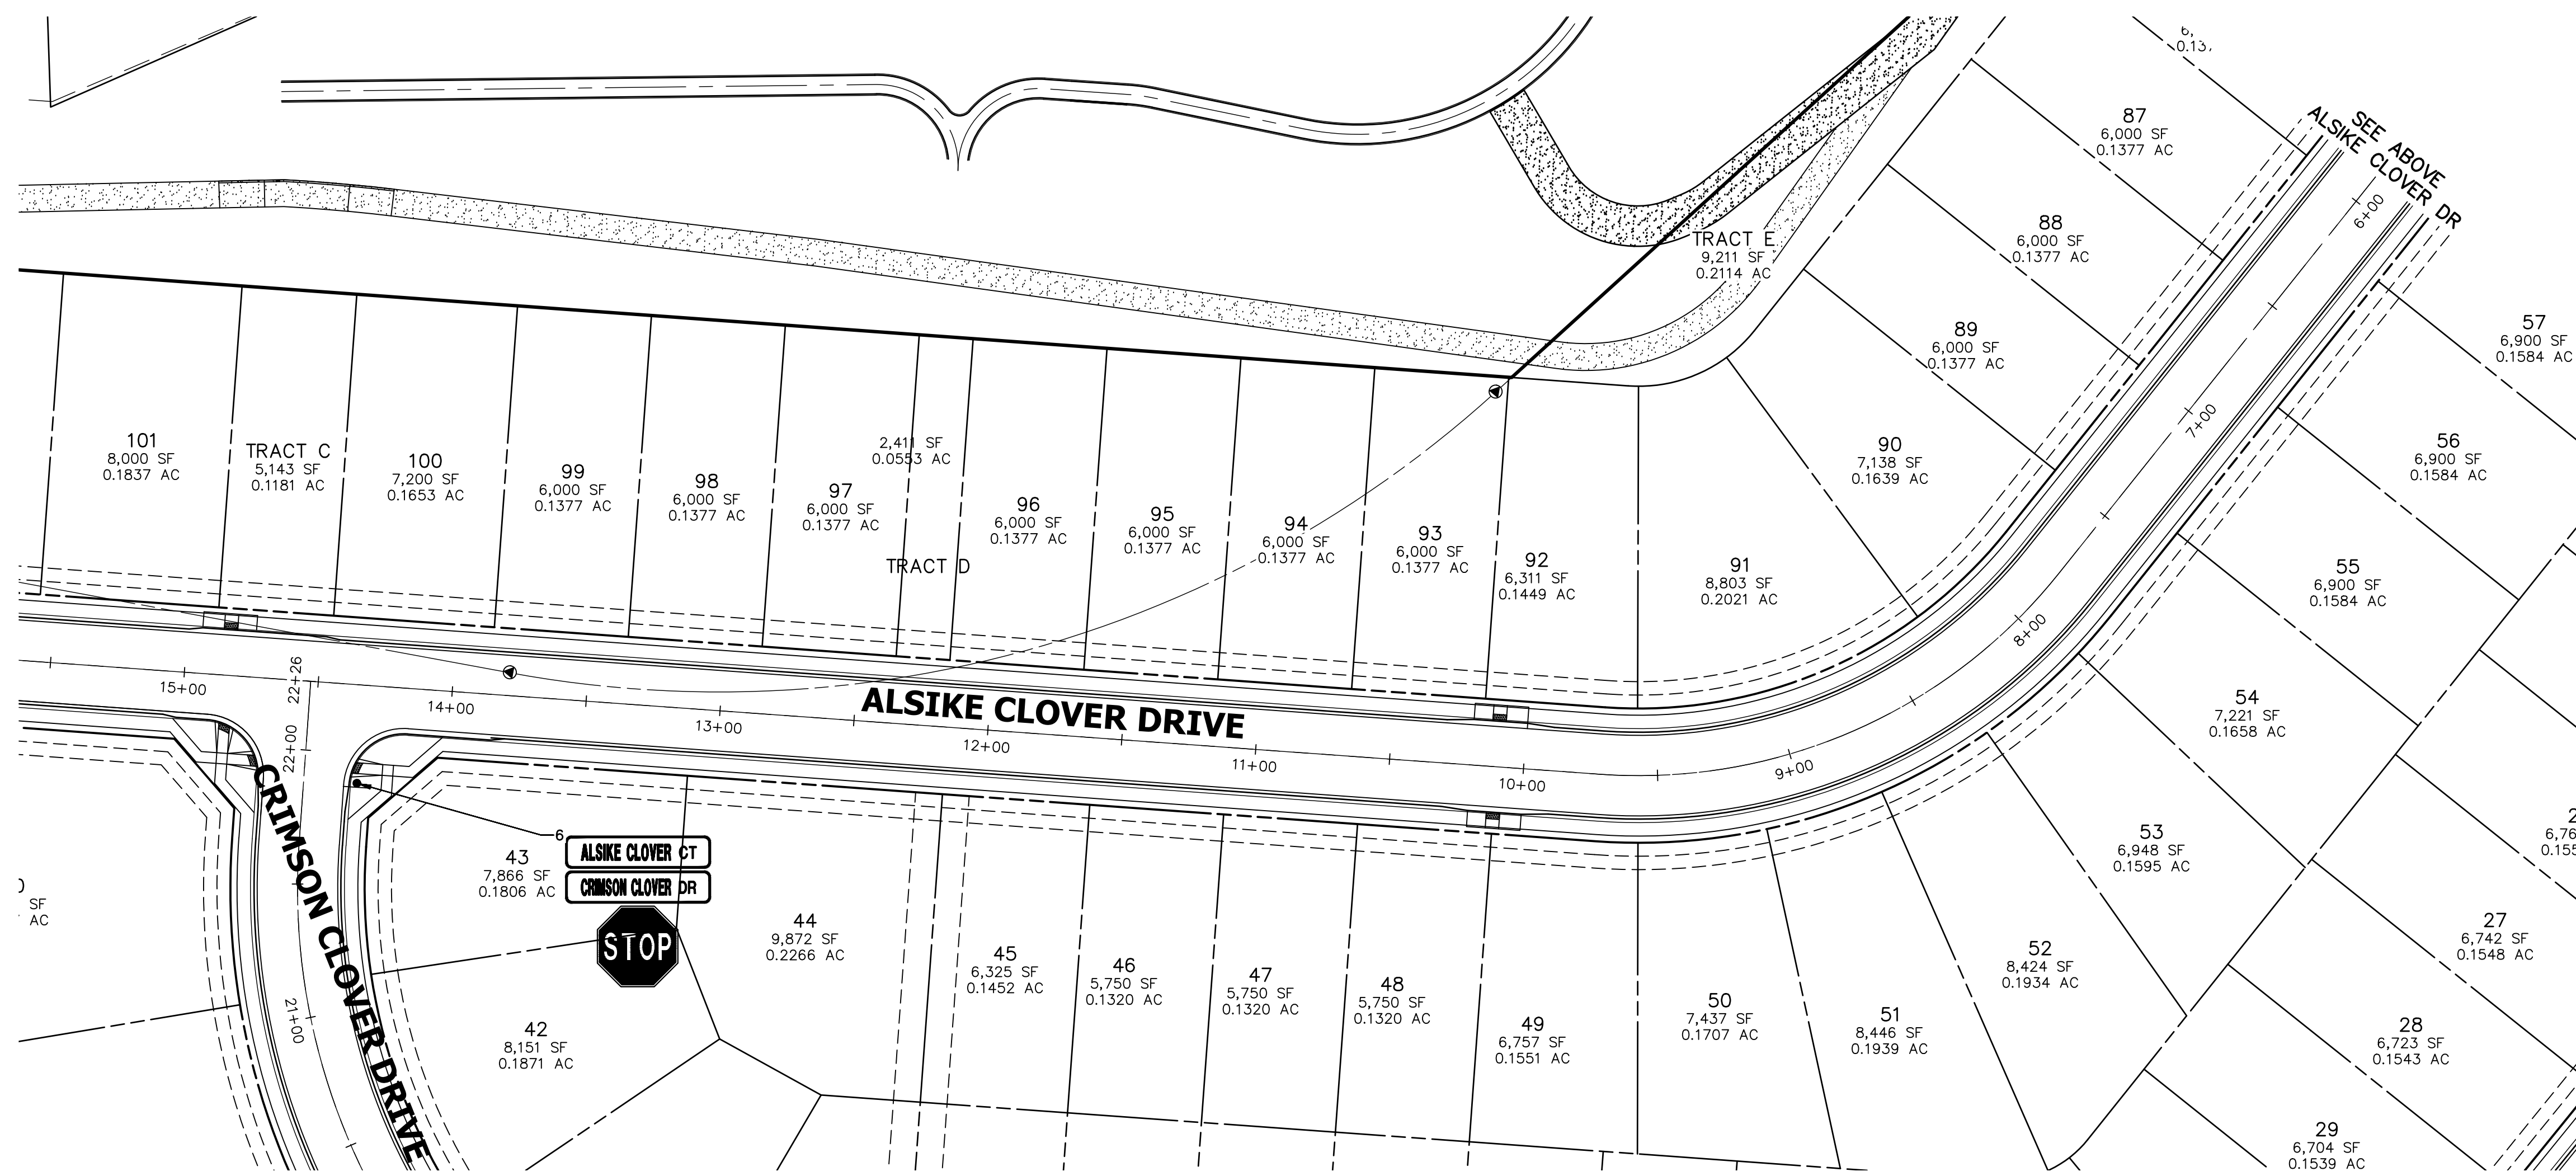 0.13
87
6,000 SF
0.1377 AC
SEE ABOVE
ALSIKE CLOVER DR
6+00
88
6,000 SF
0.1377 AC
TRACT E
9,211 SF
0.2114 AC
89
6,000 SF
0.1377 AC
57
6,900 SF
0.1584 AC
7+00
101
8,000 SF
0.1837 AC
TRACT C
5,143 SF
0.1181 AC
100
7,200 SF
0.1653 AC
99
6,000 SF
0.1377 AC
98
6,000 SF
0.1377 AC
97
6,000 SF
0.1377 AC
2,411 SF
0.0553 AC
TRACT D
96
6,000 SF
0.1377 AC
95
6,000 SF
0.1377 AC
94
6,000 SF
0.1377 AC
93
6,000 SF
0.1377 AC
92
6,311 SF
0.1449 AC
91
8,803 SF
0.2021 AC
90
7,138 SF
0.1639 AC
56
6,900 SF
0.1584 AC
55
6,900 SF
0.1584 AC
8+00
15+00
22+26
14+00
13+00
ALSIKE CLOVER DRIVE
12+00
11+00
10+00
9+00
54
7,221 SF
0.1658 AC
22+00
CRIMSON CLOVER DRIVE
21+00
6
ALSIKE CLOVER CT
CRIMSON CLOVER DR
STOP
43
7,866 SF
0.1806 AC
SF
AC
42
8,151 SF
0.1871 AC
44
9,872 SF
0.2266 AC
45
6,325 SF
0.1452 AC
46
5,750 SF
0.1320 AC
47
5,750 SF
0.1320 AC
48
5,750 SF
0.1320 AC
49
6,757 SF
0.1551 AC
50
7,437 SF
0.1707 AC
51
8,446 SF
0.1939 AC
52
8,424 SF
0.1934 AC
53
6,948 SF
0.1595 AC
27
6,742 SF
0.1548 AC
28
6,723 SF
0.1543 AC
29
6,704 SF
0.1539 AC